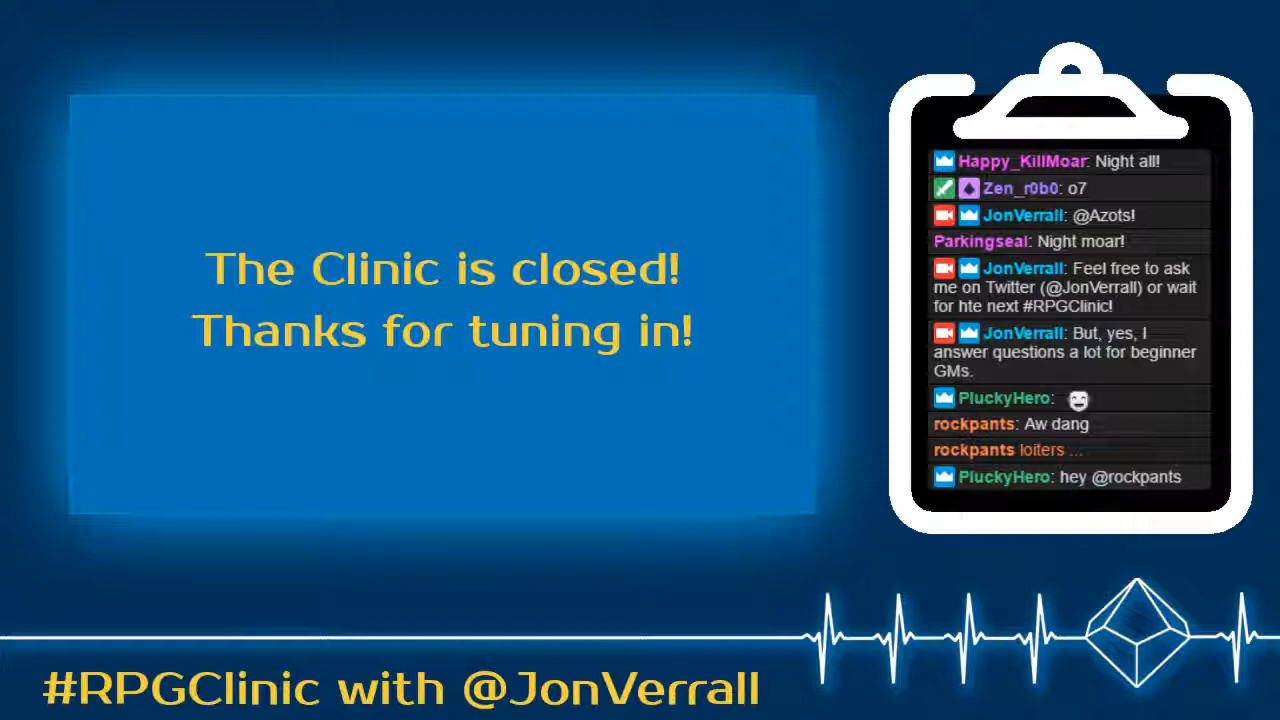 The Clinic is closed!
Thanks for tuning in!
Happy_KillMoar: Night all!
Zen_r0b0: o7
JonVerrall: @Azots!
Parkingseal: Night moar!
JonVerrall: Feel free to ask
me on Twitter (@JonVerrall) or wait
for hte next #RPGClinic!
JonVerrall: But, yes, I
answer questions a lot for beginner
GMs.
PluckyHero:
rockpants: Aw dang
rockpants loiters ...
PluckyHero: hey @rockpants
#RPGClinic with @JonVerrall